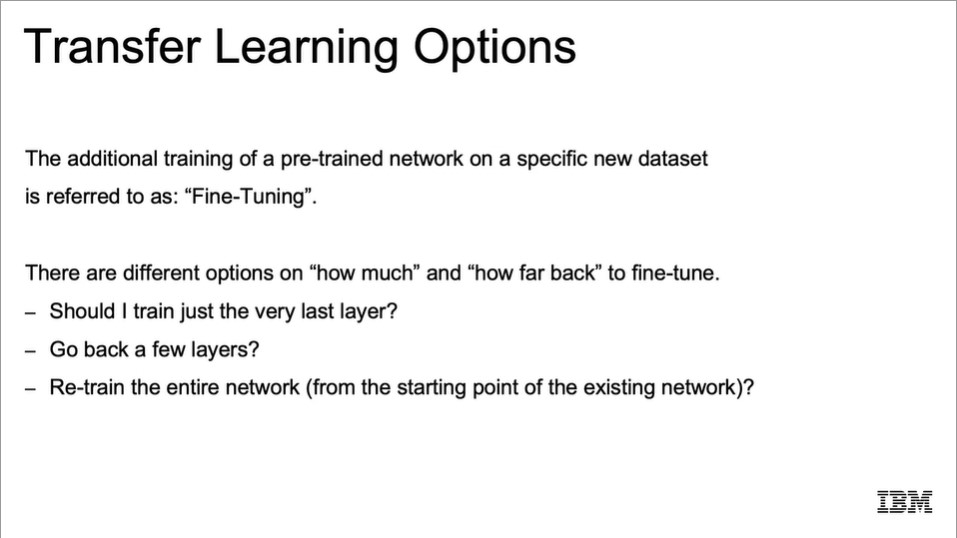 Transfer Learning Options
The additional training of a pre-trained network on a specific new dataset
is referred to as: “Fine-Tuning”.
There are different options on “how much” and “how far back” to fine-tune.
– Should I train just the very last layer?
– Go back a few layers?
– Re-train the entire network (from the starting point of the existing network)?
IBM